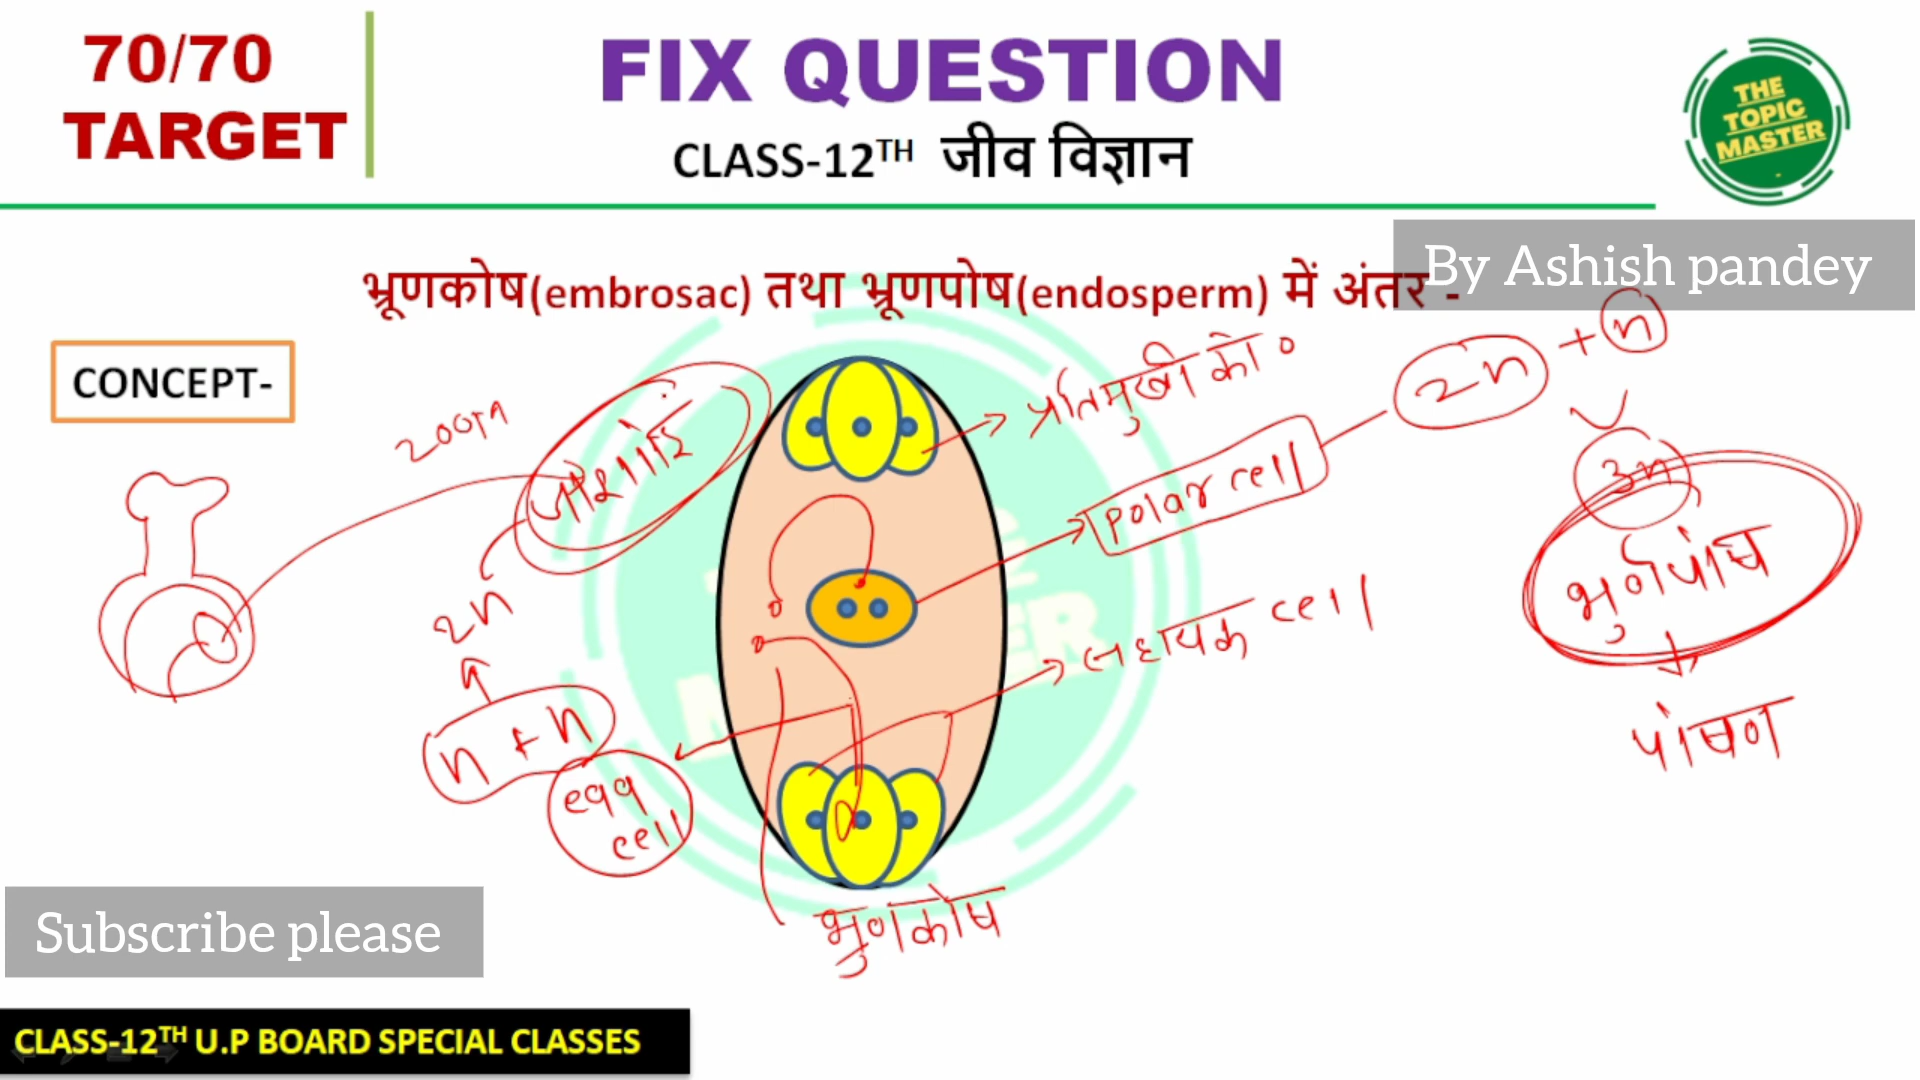 70/70
TARGET
FIX QUESTION
CLASS-12TH जीव विज्ञान
THE
TOPIC
MASTER
By Ashish pandey
भ्रूणकोष(embrosac) तथा भ्रूणपोष(endosperm) में अंतर -
CONCEPT-
प्रतिमुखी को०
2n + n
3n
polar cell
भ्रूणपोष
पोषण
सहायक cell
2n
n + n
egg
cell
भ्रुणकोष
Subscribe please
CLASS-12TH U.P BOARD SPECIAL CLASSES